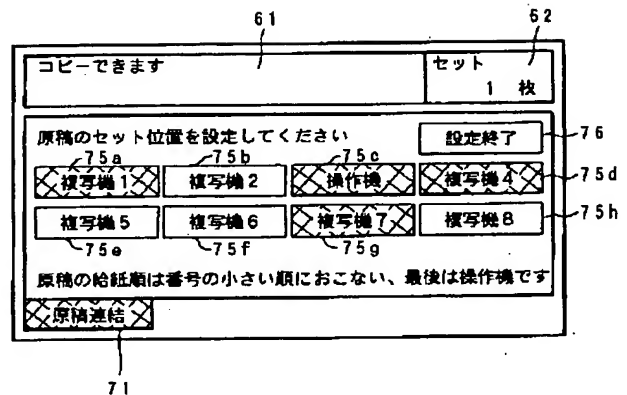 61
62
コピーできます
セット
1 枚
原稿のセット位置を設定してください
設定終了
76
75a
75b
75c
複写機1
複写機2
操作機
複写機4
75d
複写機5
複写機6
複写機7
複写機8
75h
75e
75f
75g
原稿の給紙順は番号の小さい順におこない、最後は操作機です
原稿連結
71